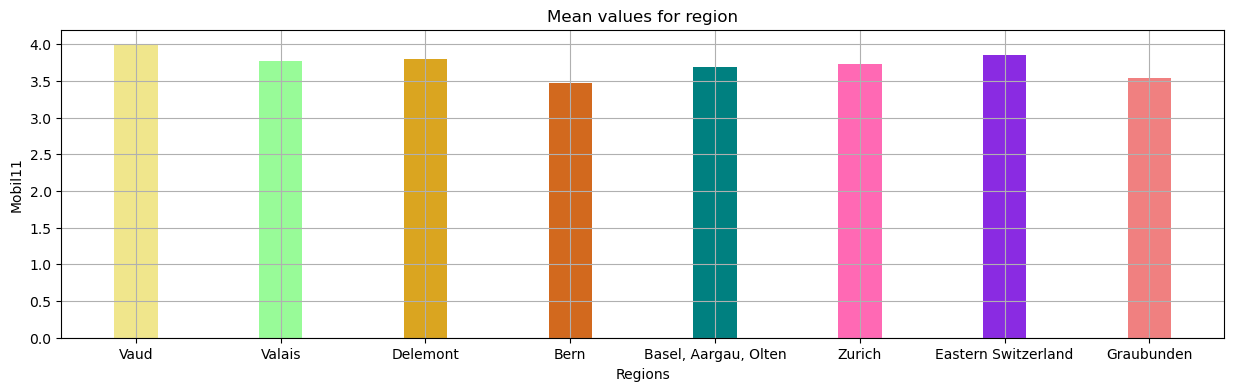 Mean values for region
Mobil11
4.0
3.5
3.0
2.5
2.0
1.5
1.0
0.5
0.0
Vaud Valais Delemont Bern Basel, Aargau, Olten Zurich Eastern Switzerland Graubunden
Regions